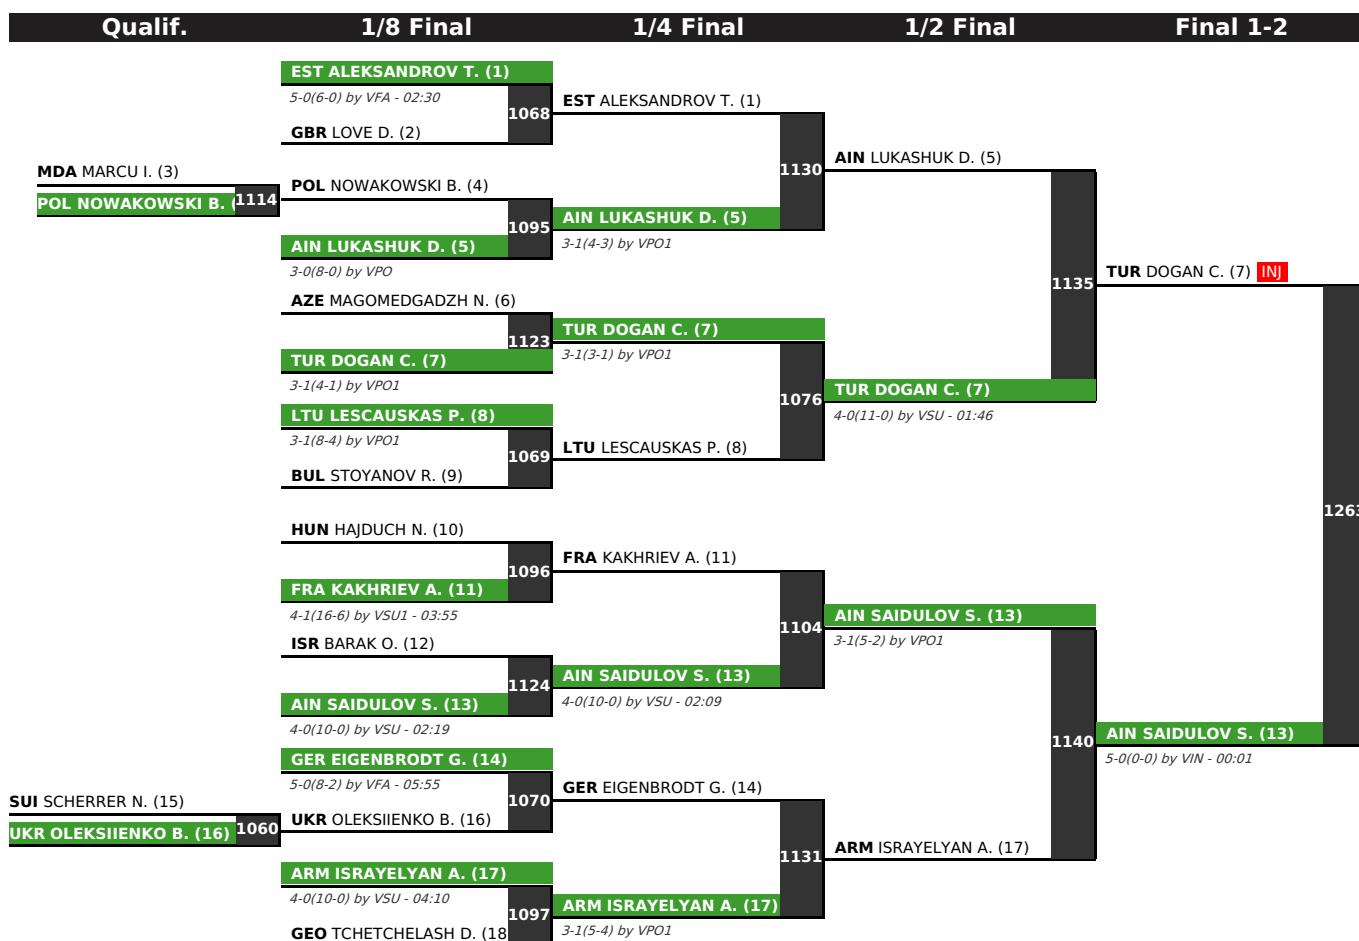 Qualif.
1/8 Final
1/4 Final
1/2 Final
Final 1-2
MDA MARCU I. (3)
POL NOWAKOWSKI B. (
1114
SUI SCHERRER N. (15)
UKR OLEKSIIENKO B. (16)
1060
EST ALEKSANDROV T. (1)
5-0(6-0) by VFA - 02:30
1068
GBR LOVE D. (2)
POL NOWAKOWSKI B. (4)
1095
AIN LUKASHUK D. (5)
3-0(8-0) by VPO
AZE MAGOMEDGADZH N. (6)
1123
TUR DOGAN C. (7)
3-1(4-1) by VPO1
LTU LESCAUSKAS P. (8)
3-1(8-4) by VPO1
1069
BUL STOYANOV R. (9)
HUN HAJDUCH N. (10)
1096
FRA KAKHRIEV A. (11)
4-1(16-6) by VSU1 - 03:55
ISR BARAK O. (12)
1124
AIN SAIDULOV S. (13)
4-0(10-0) by VSU - 02:19
GER EIGENBRODT G. (14)
5-0(8-2) by VFA - 05:55
1070
UKR OLEKSIIENKO B. (16)
ARM ISRAYELYAN A. (17)
4-0(10-0) by VSU - 04:10
1097
GEO TCHETCHELASH D. (18
EST ALEKSANDROV T. (1)
1130
AIN LUKASHUK D. (5)
3-1(4-3) by VPO1
TUR DOGAN C. (7)
3-1(3-1) by VPO1
1076
LTU LESCAUSKAS P. (8)
FRA KAKHRIEV A. (11)
1104
AIN SAIDULOV S. (13)
4-0(10-0) by VSU - 02:09
GER EIGENBRODT G. (14)
1131
ARM ISRAYELYAN A. (17)
3-1(5-4) by VPO1
AIN LUKASHUK D. (5)
1135
TUR DOGAN C. (7)
4-0(11-0) by VSU - 01:46
AIN SAIDULOV S. (13)
3-1(5-2) by VPO1
1140
ARM ISRAYELYAN A. (17)
TUR DOGAN C. (7) INJ
1263
AIN SAIDULOV S. (13)
5-0(0-0) by VIN - 00:01